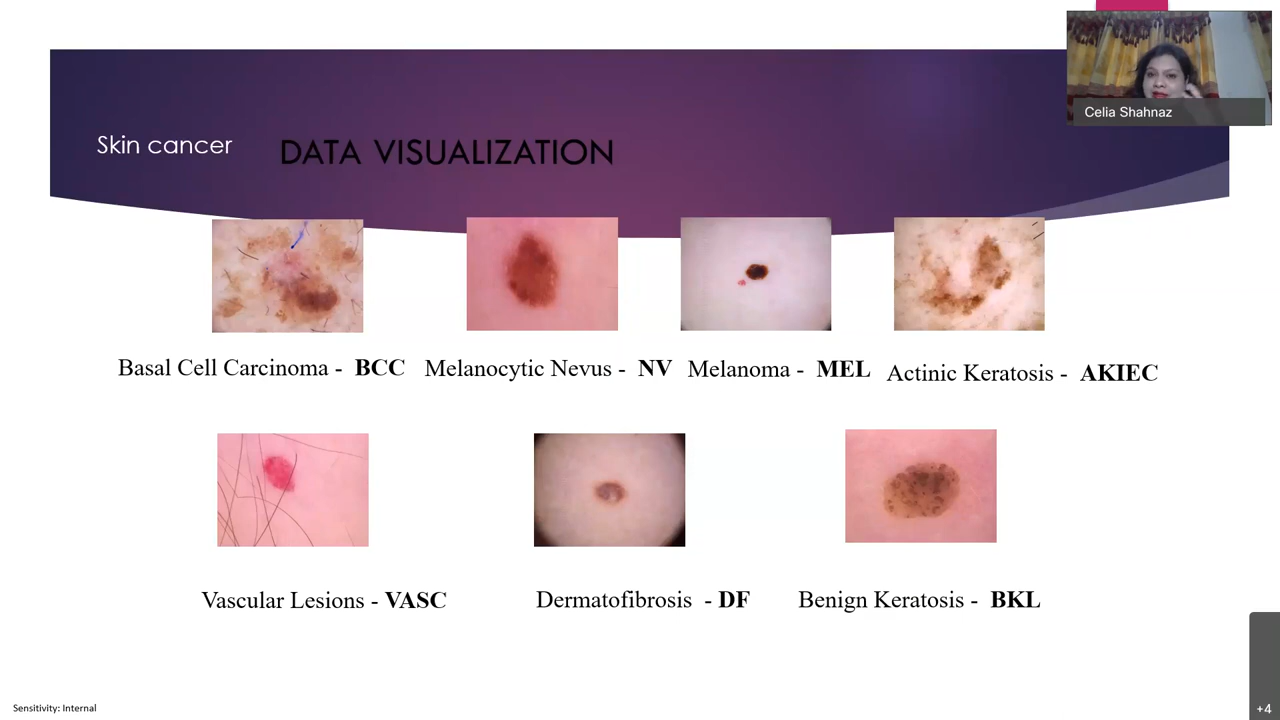 Celia Shahnaz
Skin cancer
DATA VISUALIZATION
Basal Cell Carcinoma - BCC
Melanocytic Nevus - NV
Melanoma - MEL
Actinic Keratosis - AKIEC
Vascular Lesions - VASC
Dermatofibrosis - DF
Benign Keratosis - BKL
Sensitivity: Internal
+4